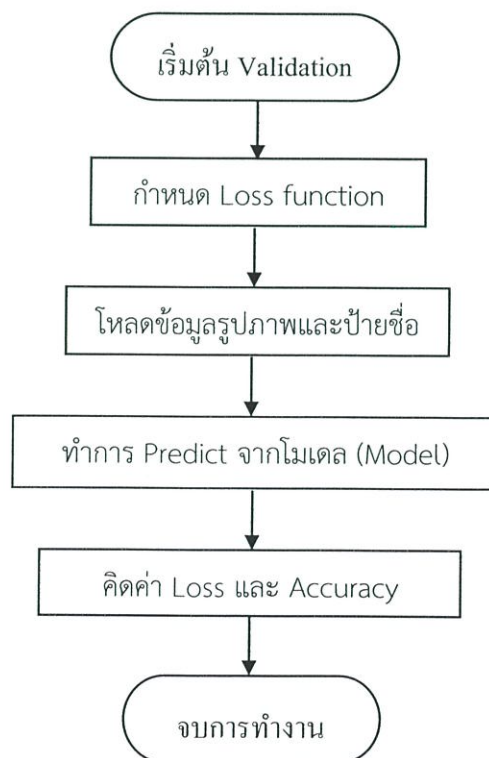 เริ่มต้น Validation
กำหนด Loss function
โหลดข้อมูลรูปภาพและป้ายชื่อ
ทำการ Predict จากโมเดล (Model)
คิดค่า Loss และ Accuracy
จบการทำงาน